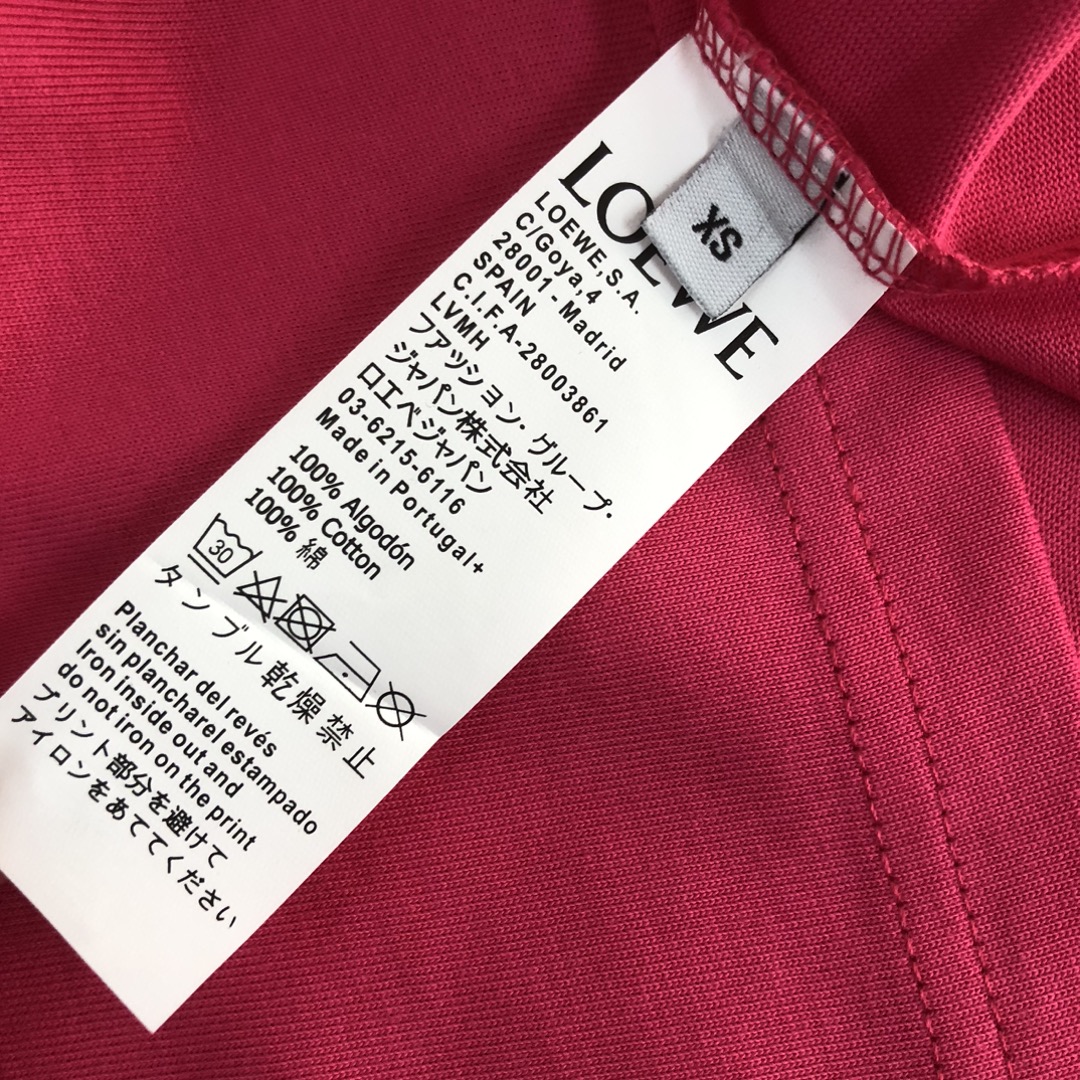 LOEWE
XS
LOEWE,S.A.
C/Goya,4
28001-Madrid
SPAIN
C.I.F.A-28003861
LVMH
ファッション・グループ・
ジャパン株式会社
ロエベジャパン
03-6215-6116
Made in Portugal+
100% Algodón
100% Cotton
100% 綿
30
タンブル乾燥禁止
Planchar del revés
sin plancharel estampado
Iron inside out and
do not iron on the print
プリント部分を避けて
アイロンをあててください